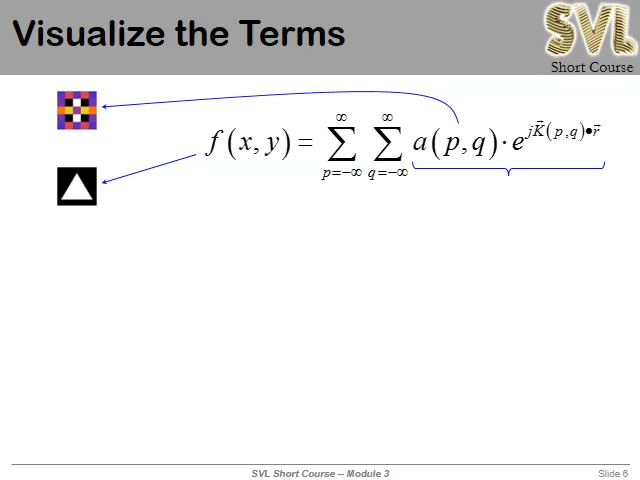 Visualize the Terms
SVL
Short Course
f(x, y) = ∑_{p=-∞}^{∞} ∑_{q=-∞}^{∞} a(p,q) · e^{jK⃗(p,q)•r⃗}
SVL Short Course -- Module 3
Slide 6